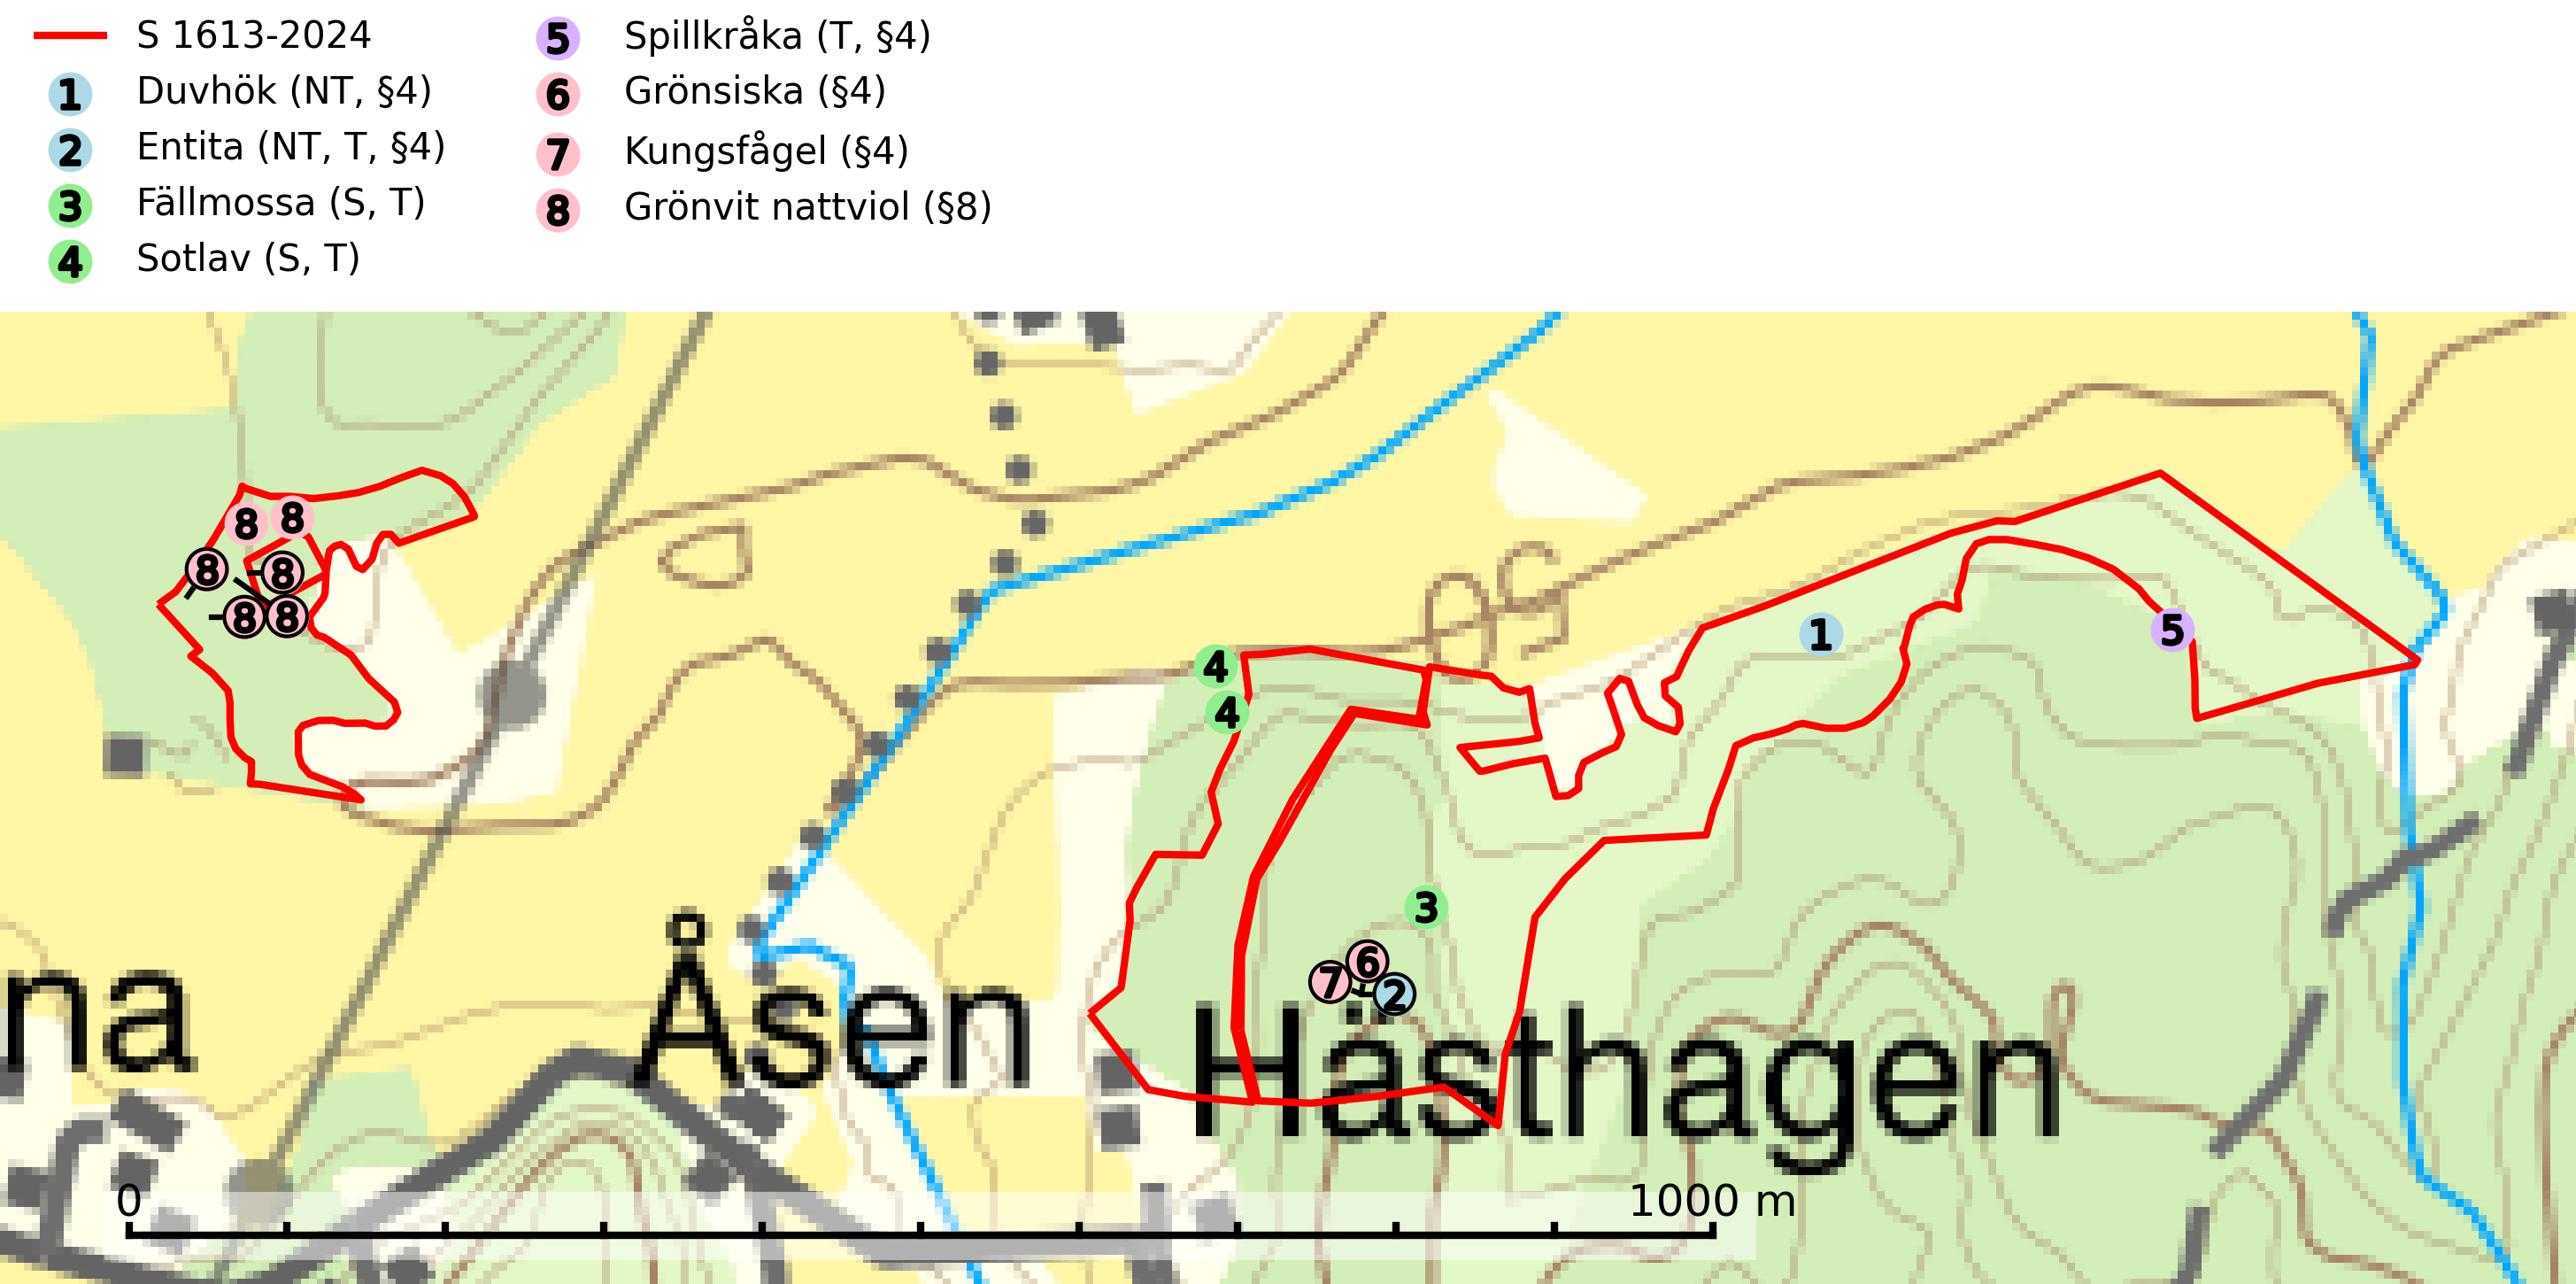 S 1613-2024
1 Duvhök (NT, §4)
2 Entita (NT, T, §4)
3 Fällmossa (S, T)
4 Sotlav (S, T)
5 Spillkråka (T, §4)
6 Grönsiska (§4)
7 Kungsfågel (§4)
8 Grönvit nattviol (§8)
8 8
8 8
8 8
4
4
1
5
3
6
7 2
na
Åsen
Hästhagen
0 1000 m